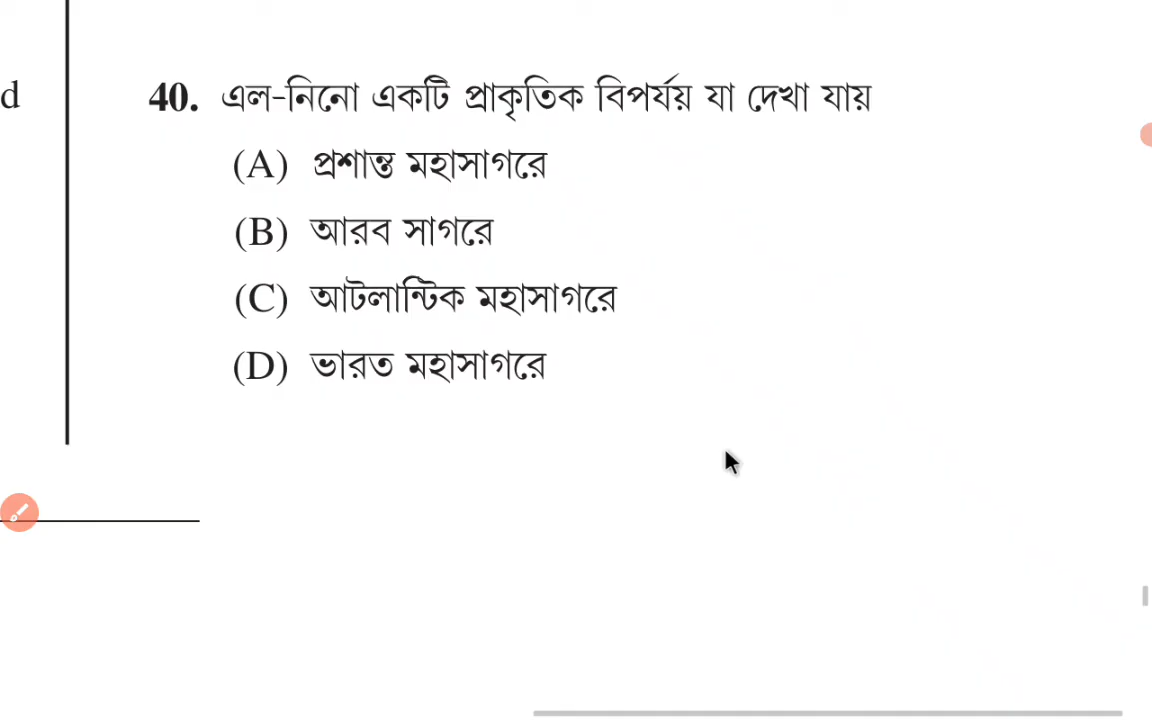 d
40. এল-নিনো একটি প্রাকৃতিক বিপর্যয় যা দেখা যায়
(A) প্রশান্ত মহাসাগরে
(B) আরব সাগরে
(C) আটলান্টিক মহাসাগরে
(D) ভারত মহাসাগরে